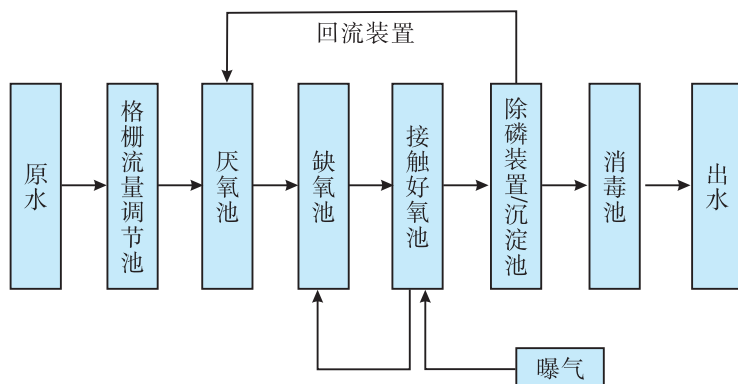 回流装置
原水
格栅流量调节池
厌氧池
缺氧池
接触好氧池
除磷装置/沉淀池
消毒池
出水
曝气